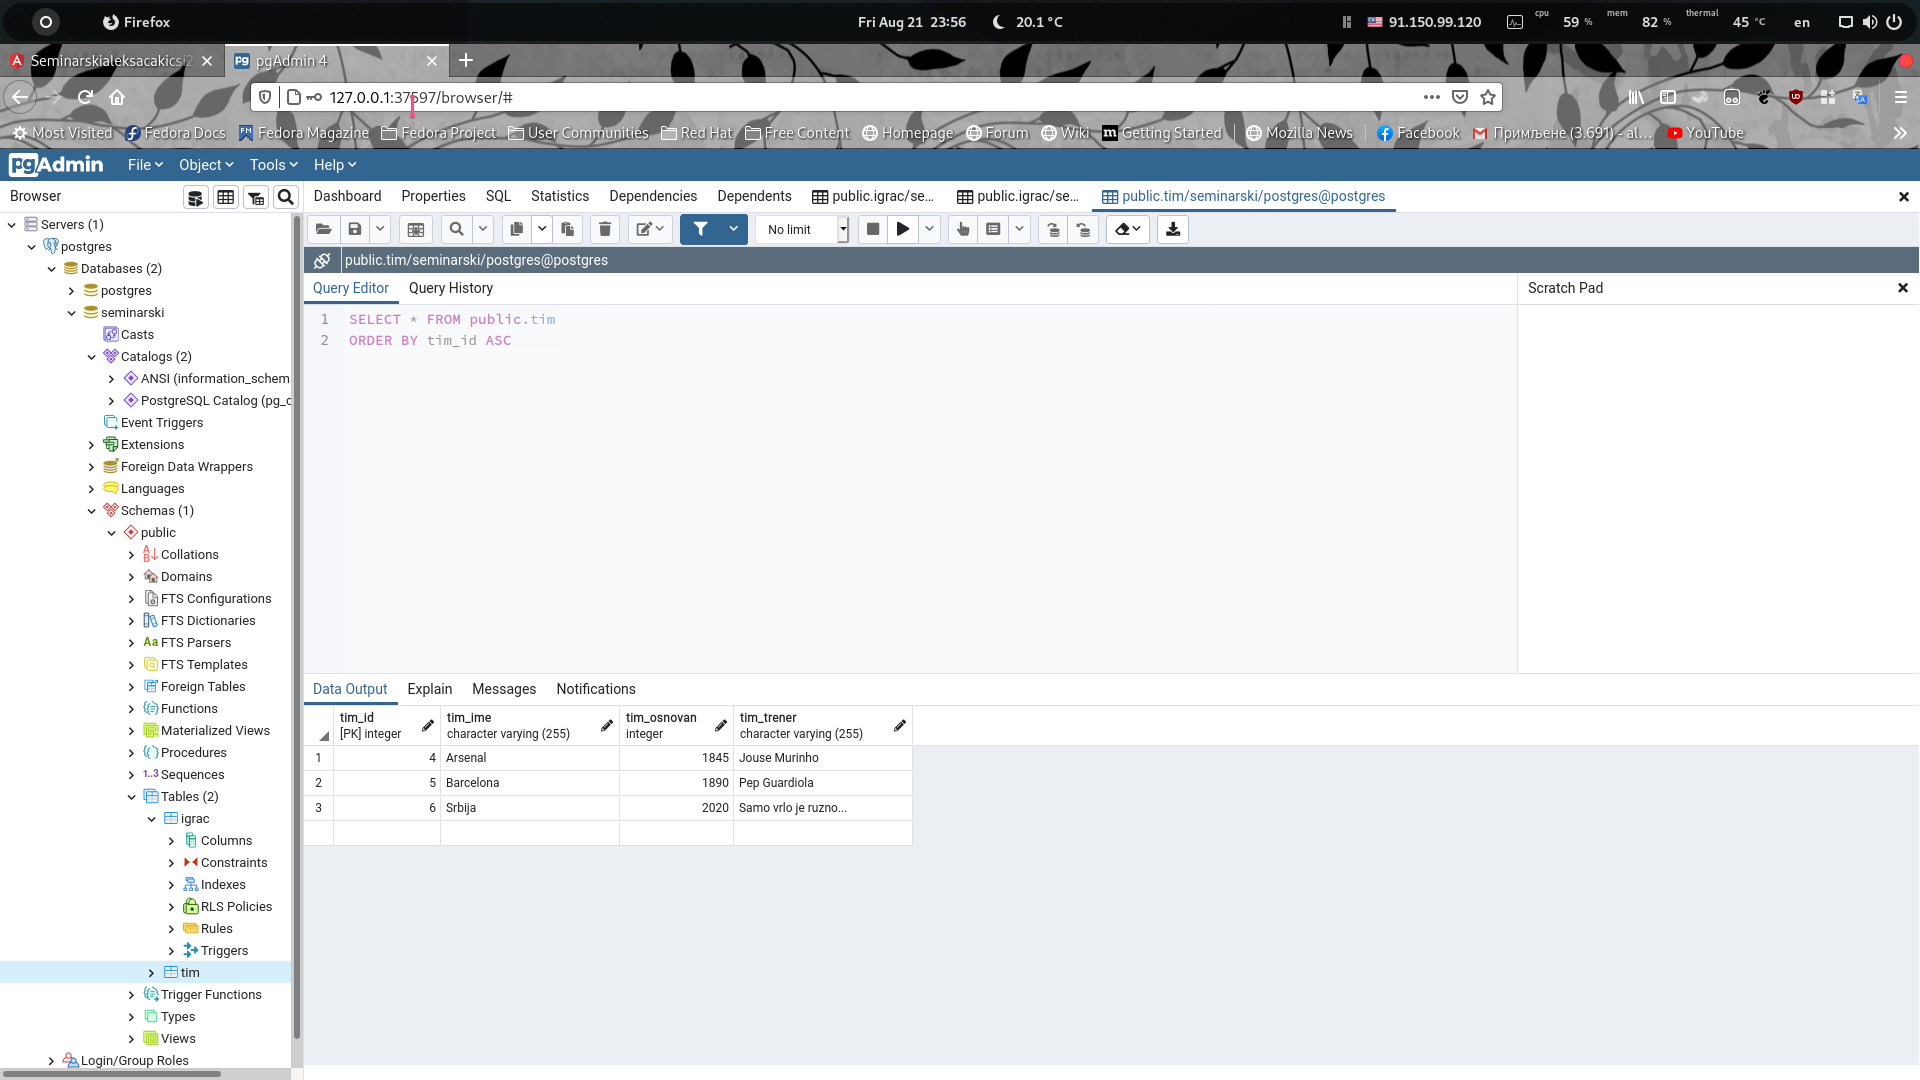 Firefox
Fri Aug 21 23:56
20.1 °C
91.150.99.120
cpu 59 %
mem 82 %
thermal 45 °C
en
Seminarskialeksacakicsi2
pgAdmin 4
127.0.0.1:37597/browser/#
Most Visited
Fedora Docs
Fedora Magazine
Fedora Project
User Communities
Red Hat
Free Content
Homepage
Forum
Wiki
Getting Started
Mozilla News
Facebook
Примљене (3.691) - al…
YouTube
pgAdmin
File
Object
Tools
Help
Browser
Dashboard
Properties
SQL
Statistics
Dependencies
Dependents
public.igrac/se...
public.igrac/se...
public.tim/seminarski/postgres@postgres
No limit
public.tim/seminarski/postgres@postgres
Query Editor
Query History
Scratch Pad
1 SELECT * FROM public.tim
2 ORDER BY tim_id ASC
Servers (1)
postgres
Databases (2)
postgres
seminarski
Casts
Catalogs (2)
ANSI (information_schem
PostgreSQL Catalog (pg_c
Event Triggers
Extensions
Foreign Data Wrappers
Languages
Schemas (1)
public
Collations
Domains
FTS Configurations
FTS Dictionaries
Aa FTS Parsers
FTS Templates
Foreign Tables
Functions
Materialized Views
Procedures
1..3 Sequences
Tables (2)
igrac
Columns
Constraints
Indexes
RLS Policies
Rules
Triggers
tim
Trigger Functions
Types
Views
Login/Group Roles
Data Output
Explain
Messages
Notifications
tim_id [PK] integer
tim_ime character varying (255)
tim_osnovan integer
tim_trener character varying (255)
1 4 Arsenal 1845 Jouse Murinho
2 5 Barcelona 1890 Pep Guardiola
3 6 Srbija 2020 Samo vrlo je ruzno...